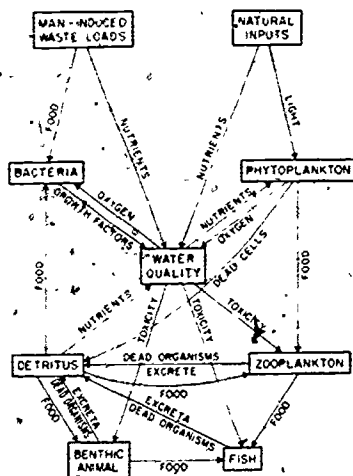 MAN-INDUCED
WASTE LOADS
NATURAL
INPUTS
FOOD
NUTRIENTS
NUTRIENTS
LIGHT
BACTERIA
PHYTOPLANKTON
OXYGEN
GROWTH FACTORS
NUTRIENTS
OXYGEN
DEAD CELLS
WATER
QUALITY
FOOD
FOOD
NUTRIENTS
TOXICITY
TOXICITY
TOXICITY
DETRITUS
DEAD ORGANISMS
EXCRETE
ZOOPLANKTON
FOOD
FOOD
EXCRETA
DEAD ORGANISMS
EXCRETA
DEAD ORGANISMS
FOOD
BENTHIC
ANIMAL
FOOD
FISH